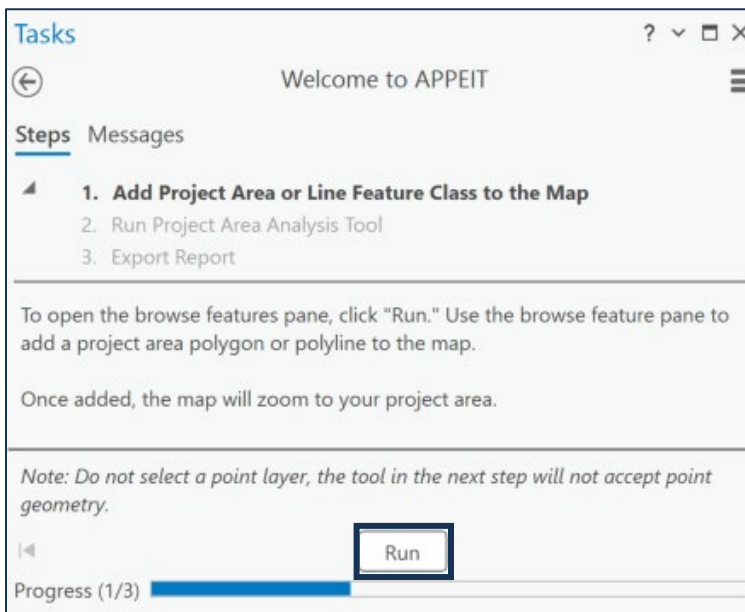 Tasks
?
Welcome to APPEIT
Steps Messages
1. Add Project Area or Line Feature Class to the Map
2. Run Project Area Analysis Tool
3. Export Report
To open the browse features pane, click "Run." Use the browse feature pane to
add a project area polygon or polyline to the map.
Once added, the map will zoom to your project area.
Note: Do not select a point layer, the tool in the next step will not accept point
geometry.
Run
Progress (1/3)